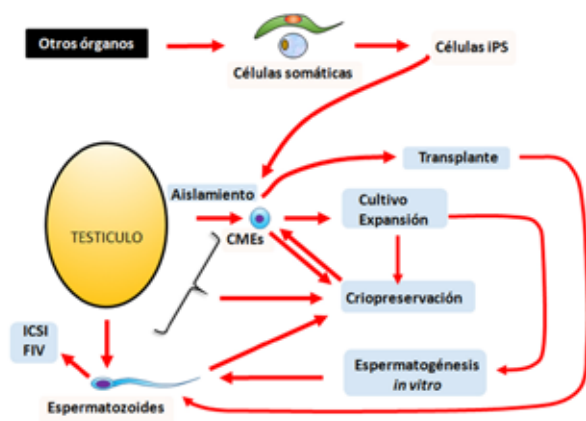 Otros órganos
Células somáticas
Células iPS
Transplante
Aislamiento
Cultivo
Expansión
TESTICULO
CMEs
Criopreservación
ICSI
FIV
Espermatogénesis
in vitro
Espermatozoides